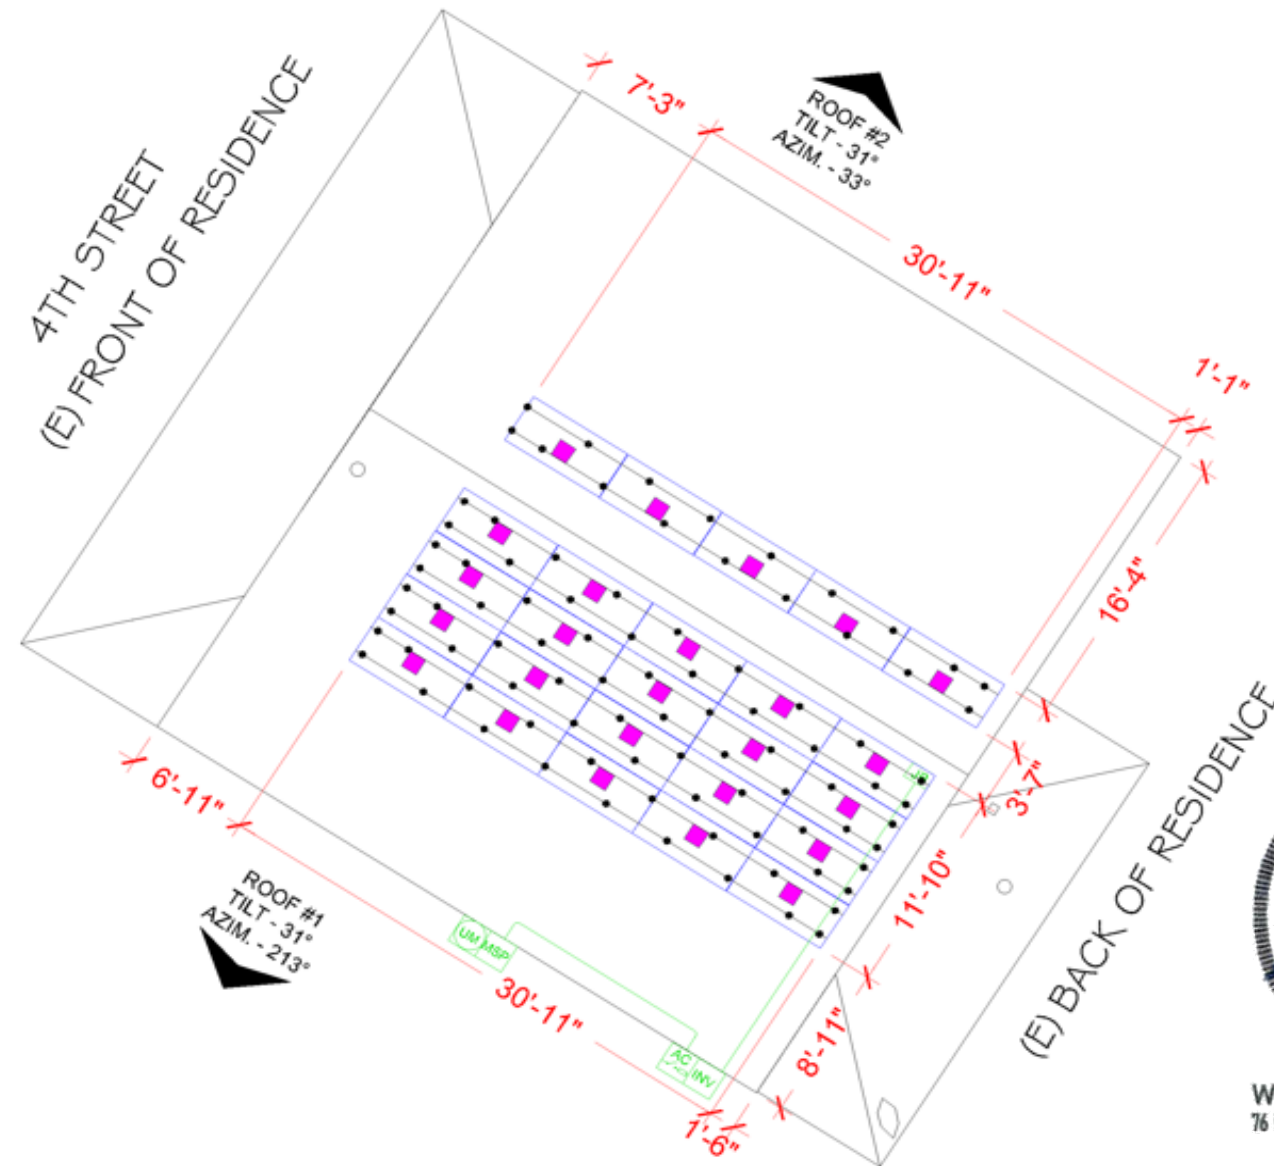 4TH STREET
(E) FRONT OF RESIDENCE
7'-3"
ROOF #2
TILT - 31°
AZIM. - 33°
30'-11"
1'-1"
16'-4"
3'-7"
JB
11'-10"
8'-11"
(E) BACK OF RESIDENCE
6'-11"
ROOF #1
TILT - 31°
AZIM. - 213°
UM MSP
30'-11"
AC
INV
1'-6"
W
76